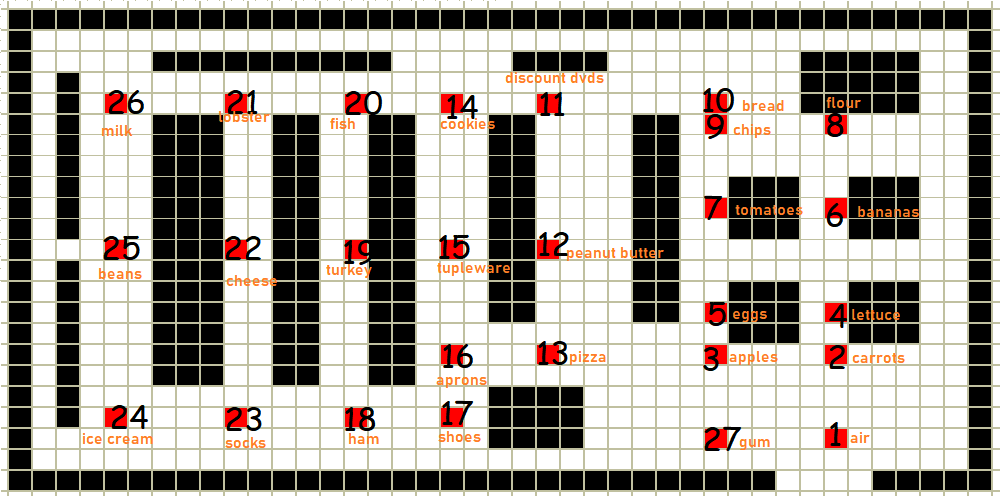 discount dvds
26 21 20 14 11 10 bread flour
milk lobster fish cookies 9 chips 8
7 tomatoes 6 bananas
25 22 19 15 12 peanut butter
beans cheese turkey tupleware
5 eggs 4 lettuce
16 13 pizza 3 apples 2 carrots
aprons
24 23 18 17
ice cream socks ham shoes 27 gum 1 air